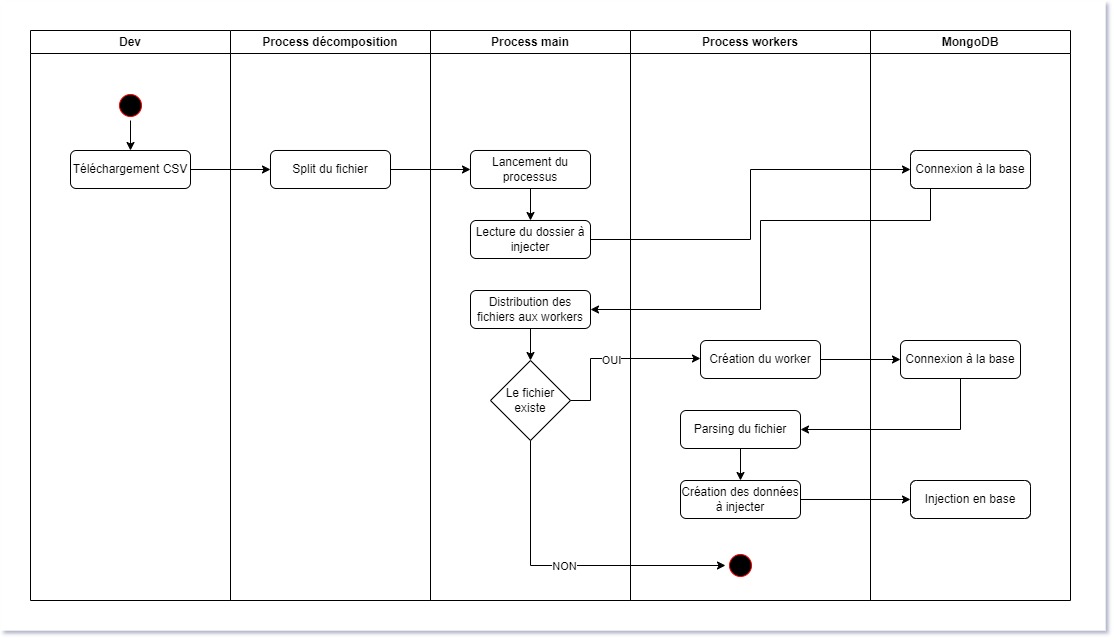 Dev
Process décomposition
Process main
Process workers
MongoDB
Téléchargement CSV
Split du fichier
Lancement du
processus
Connexion à la base
Lecture du dossier à
injecter
Distribution des
fichiers aux workers
Le fichier
existe
OUI
Création du worker
Connexion à la base
Parsing du fichier
Création des données
à injecter
Injection en base
NON